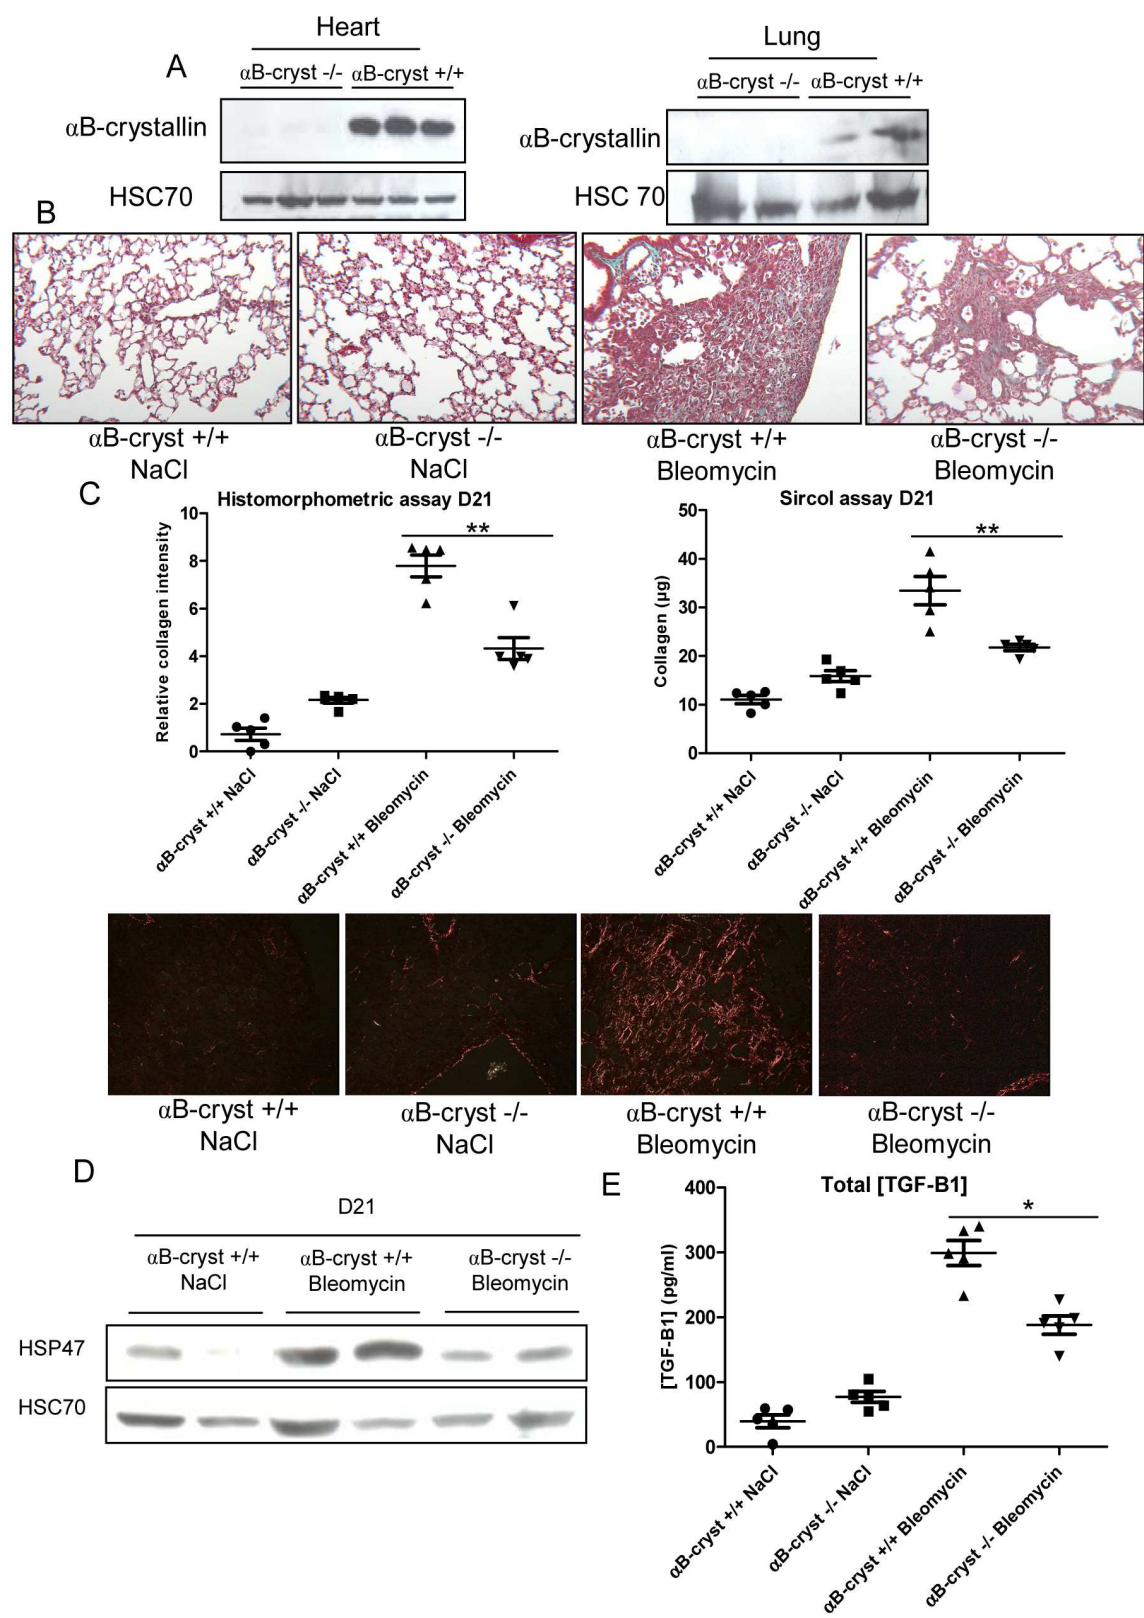 Heart
Lung
A
αB-cryst -/- αB-cryst +/+
αB-cryst -/- αB-cryst +/+
αB-crystallin
αB-crystallin
HSC70
HSC 70
B
αB-cryst +/+
NaCl
αB-cryst -/-
NaCl
αB-cryst +/+
Bleomycin
αB-cryst -/-
Bleomycin
C
Histomorphometric assay D21
Relative collagen intensity
10
8
6
4
2
0
**
αB-cryst +/+ NaCl
αB-cryst -/- NaCl
αB-cryst +/+ Bleomycin
αB-cryst -/- Bleomycin
Sircol assay D21
Collagen (µg)
50
40
30
20
10
0
**
αB-cryst +/+ NaCl
αB-cryst -/- NaCl
αB-cryst +/+ Bleomycin
αB-cryst -/- Bleomycin
αB-cryst +/+
NaCl
αB-cryst -/-
NaCl
αB-cryst +/+
Bleomycin
αB-cryst -/-
Bleomycin
D
D21
αB-cryst +/+
NaCl
αB-cryst +/+
Bleomycin
αB-cryst -/-
Bleomycin
HSP47
HSC70
E
Total [TGF-B1]
[TGF-B1] (pg/ml)
400
300
200
100
0
*
αB-cryst +/+ NaCl
αB-cryst -/- NaCl
αB-cryst +/+ Bleomycin
αB-cryst -/- Bleomycin